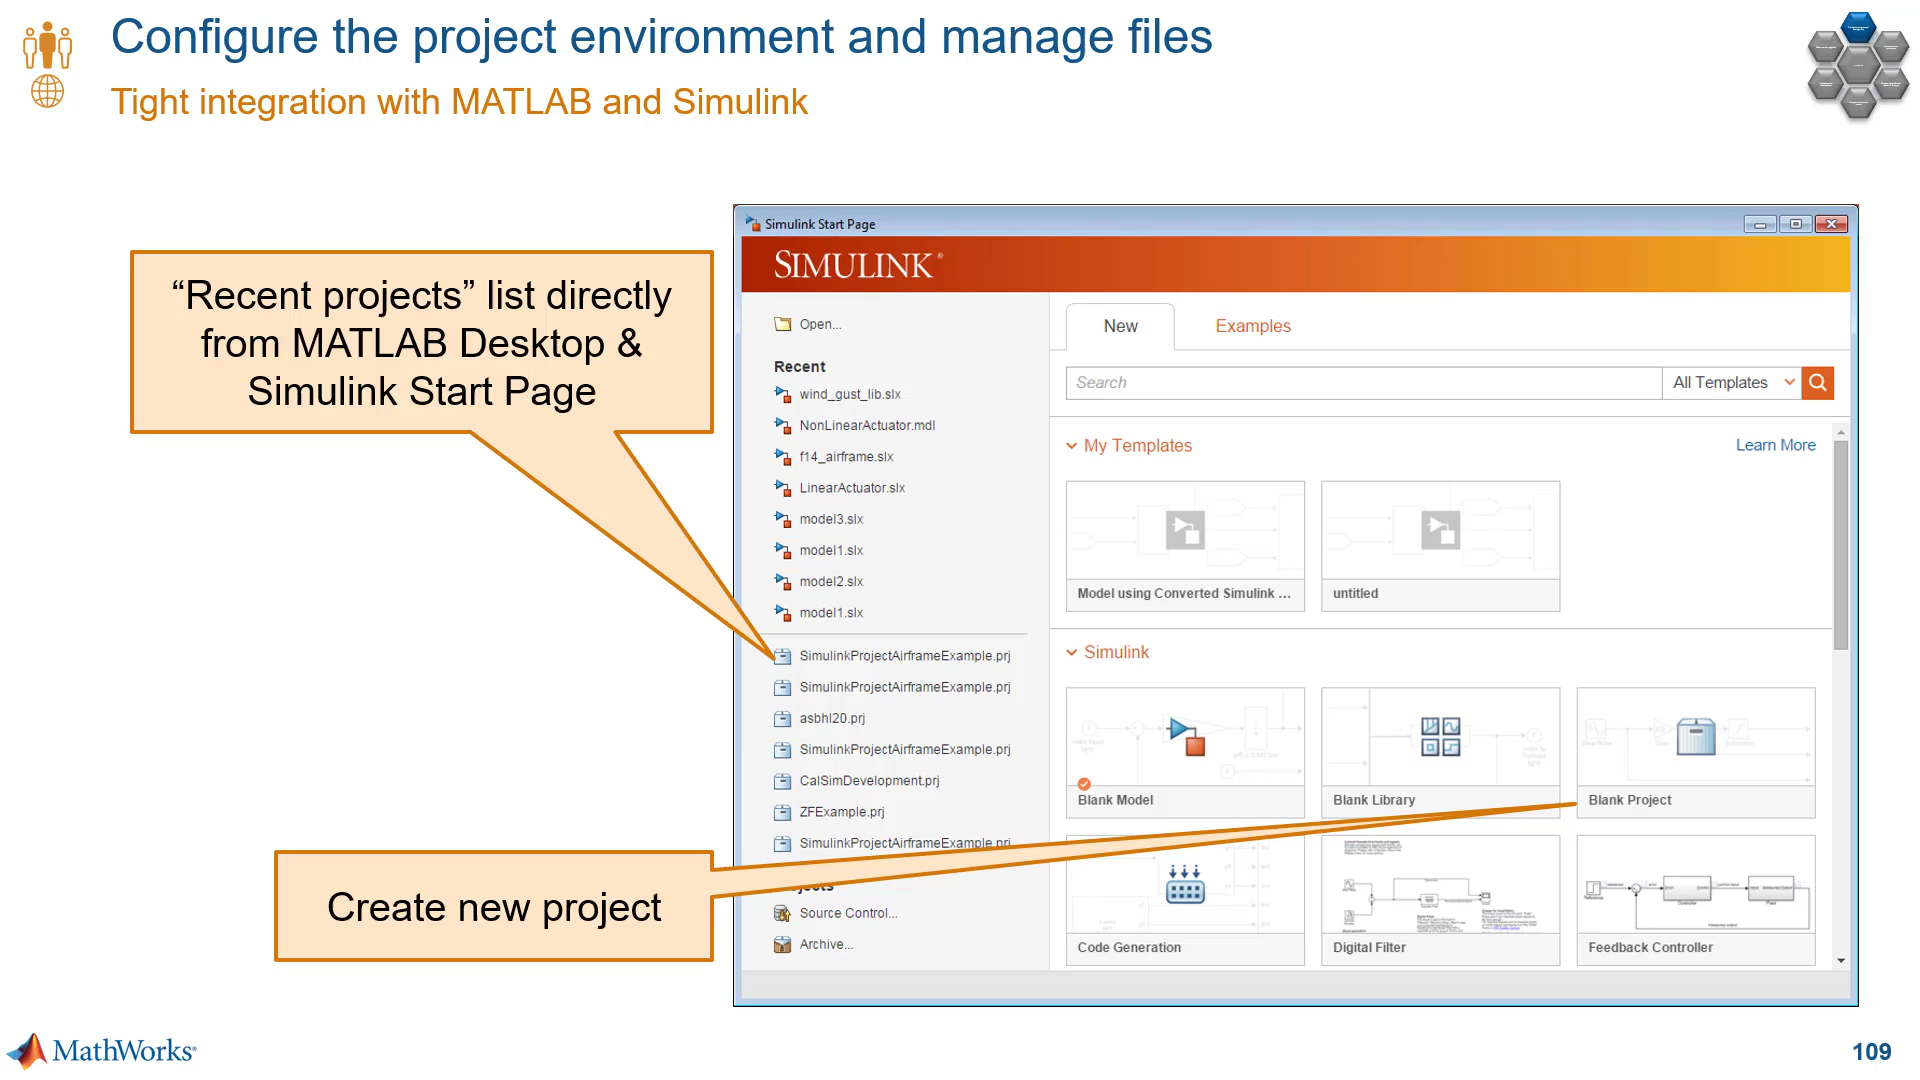 Configure the project environment and manage files
Tight integration with MATLAB and Simulink
“Recent projects” list directly
from MATLAB Desktop &
Simulink Start Page
Create new project
Simulink Start Page
SIMULINK®
Open...
Recent
wind_gust_lib.slx
NonLinearActuator.mdl
f14_airframe.slx
LinearActuator.slx
model3.slx
model1.slx
model2.slx
model1.slx
SimulinkProjectAirframeExample.prj
SimulinkProjectAirframeExample.prj
asbhl20.prj
SimulinkProjectAirframeExample.prj
CalSimDevelopment.prj
ZFExample.prj
SimulinkProjectAirframeExample.prj
Source Control...
Archive...
New Examples
Search All Templates
My Templates Learn More
Model using Converted Simulink ... untitled
Simulink
Blank Model Blank Library Blank Project
Code Generation Digital Filter Feedback Controller
MathWorks®
109